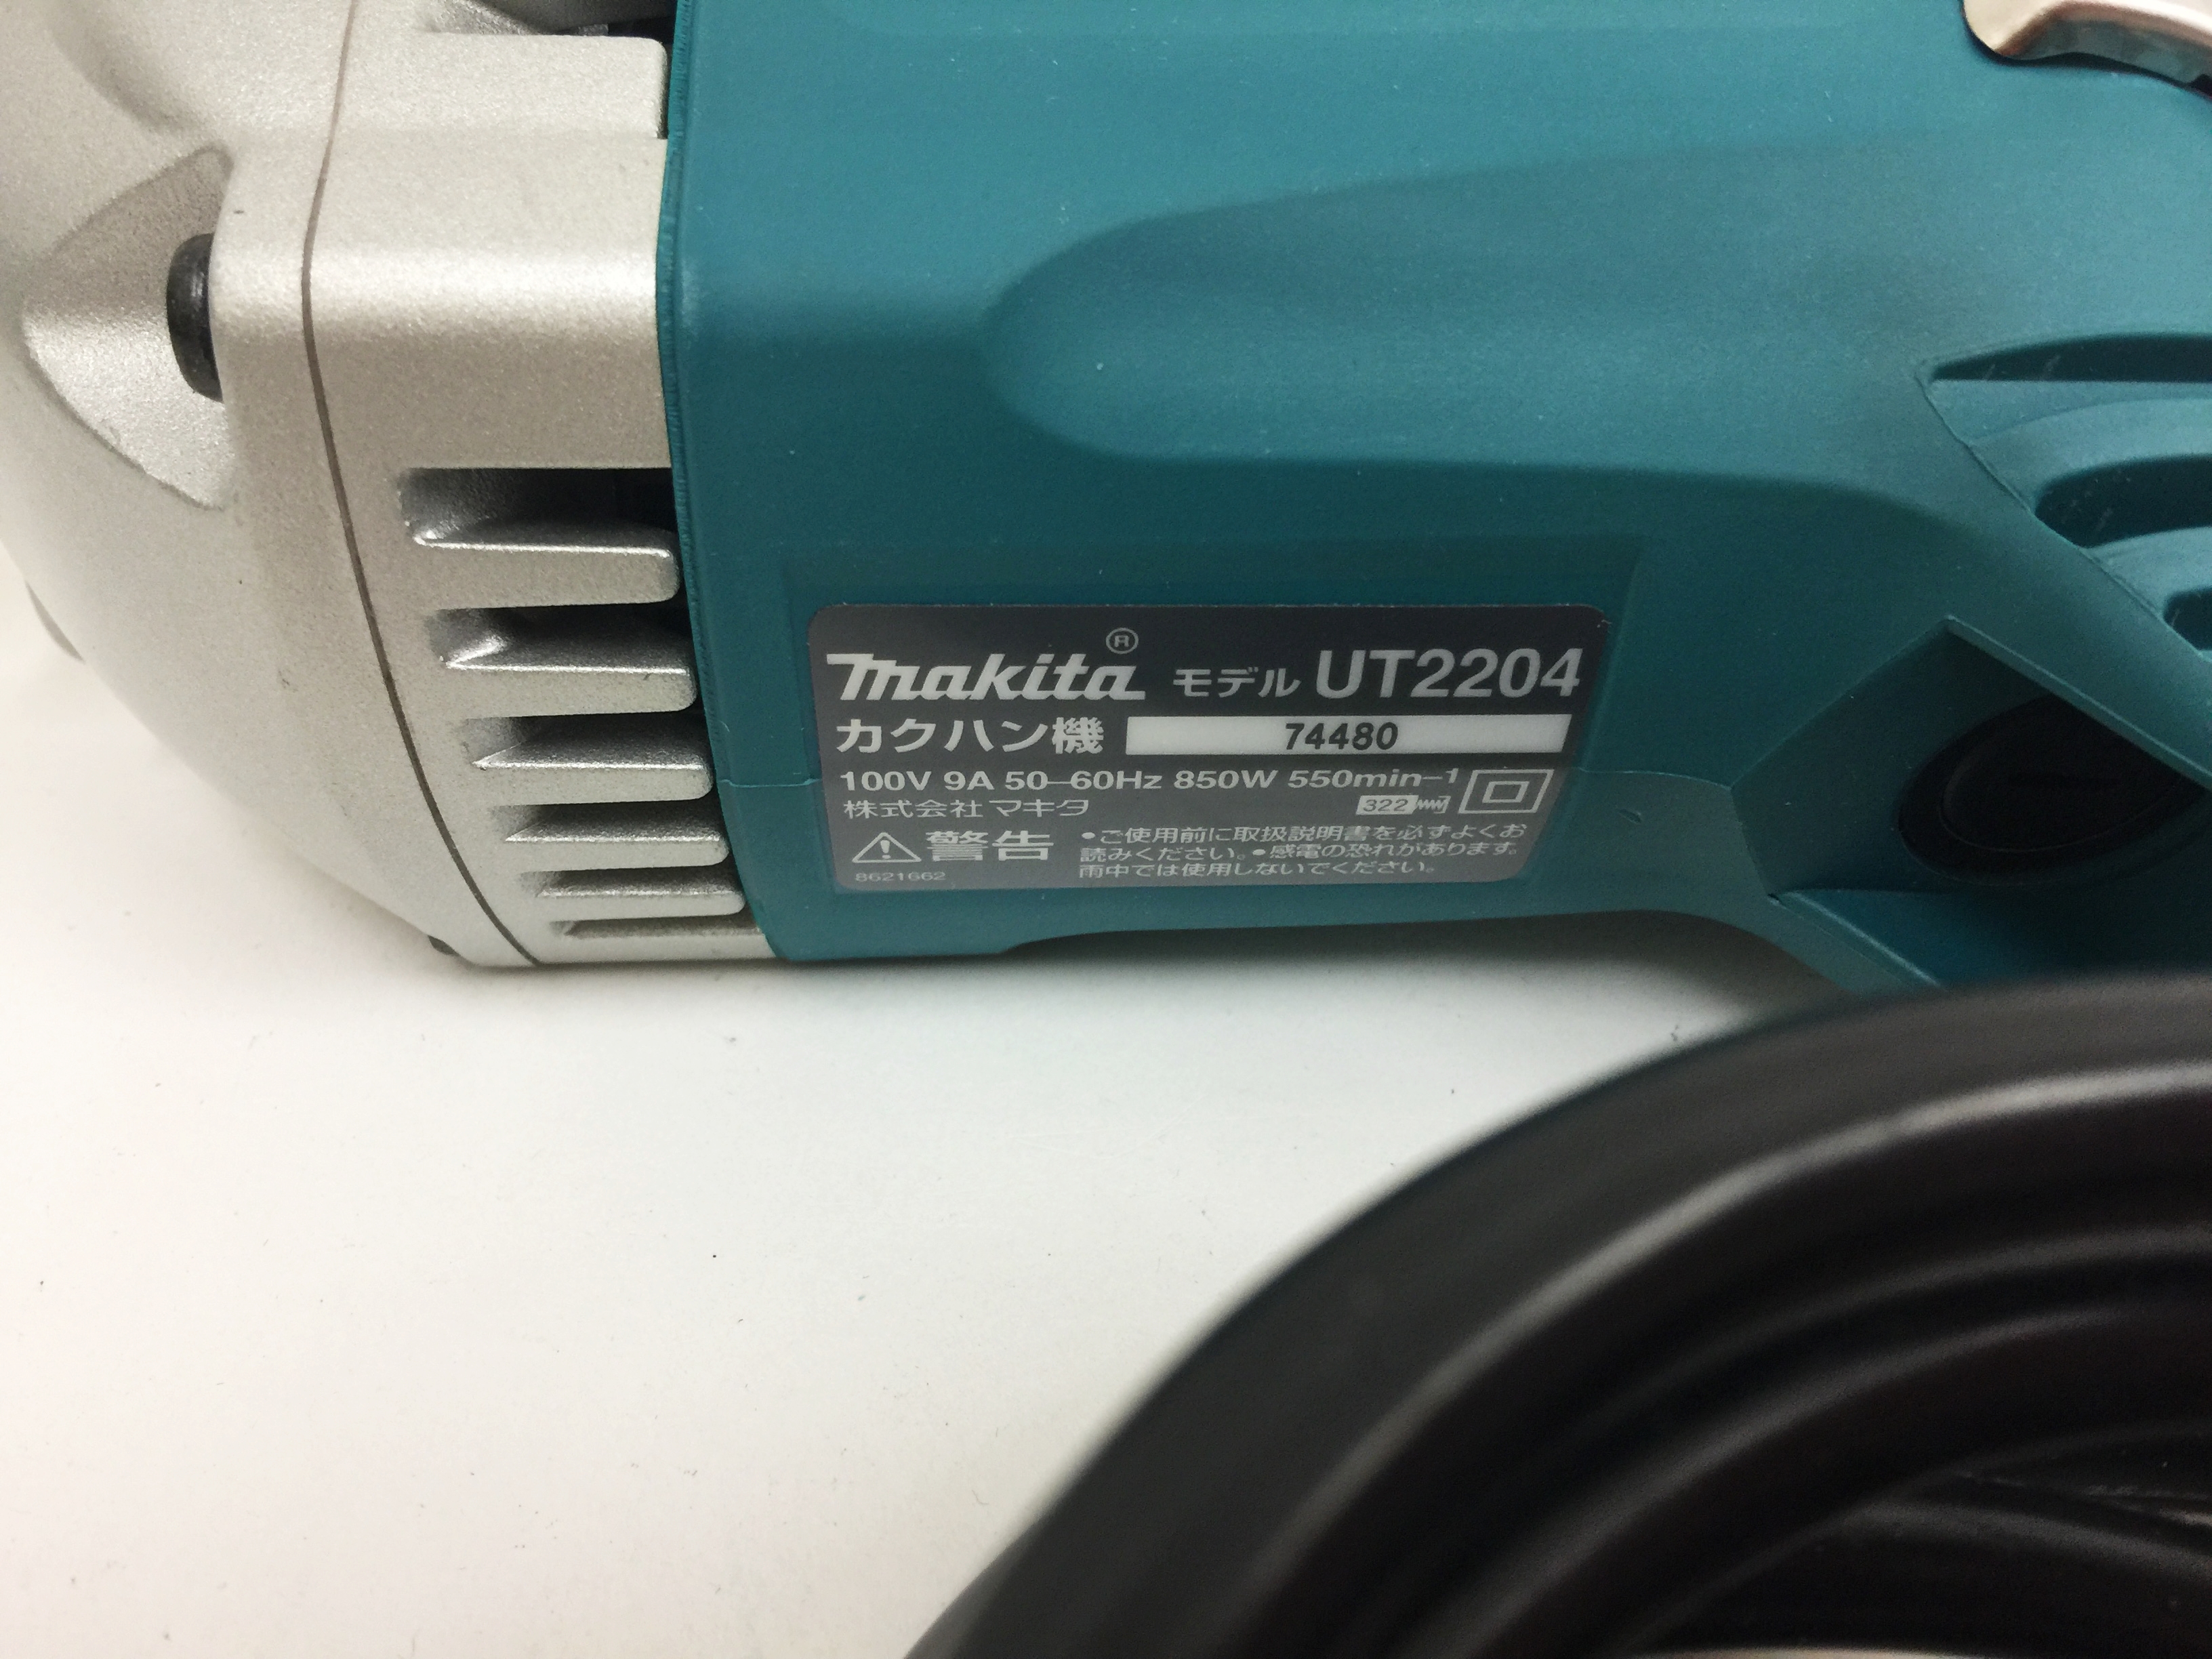 makita® モデル UT2204
カクハン機 74480
100V 9A 50–60Hz 850W 550min–1
株式会社 マキタ 322
警告 •ご使用前に取扱説明書を必ずよくお
読みください。•感電の恐れがあります。
8621662 雨中では使用しないでください。